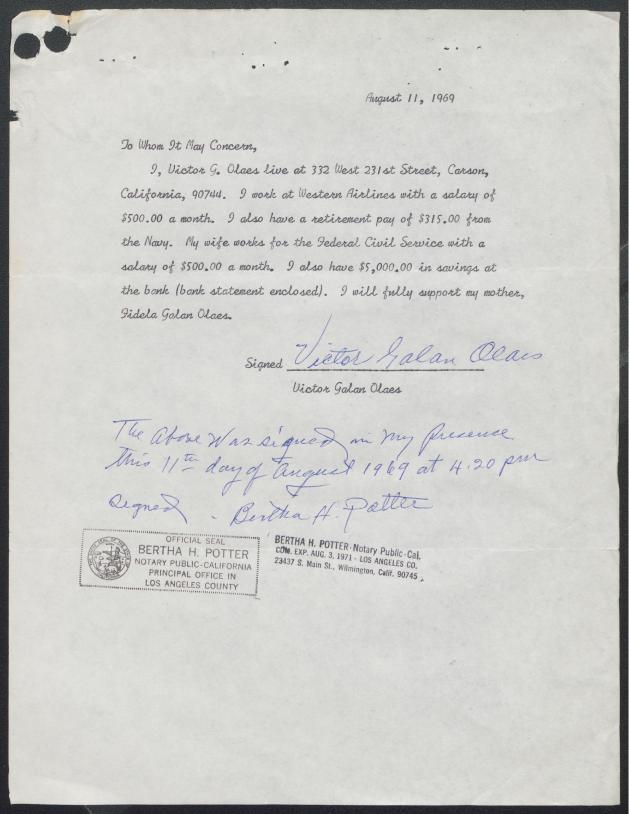 August 11, 1969
To Whom It May Concern,
I, Victor G. Olaes live at 332 West 231st Street, Carson,
California, 90744. I work at Western Airlines with a salary of
$500.00 a month. I also have a retirement pay of $315.00 from
the Navy. My wife works for the Federal Civil Service with a
salary of $500.00 a month. I also have $5,000.00 in savings at
the bank (bank statement enclosed). I will fully support my mother,
Fidela Galan Olaes.
Signed Victor Galan Olaes
Victor Galan Olaes
The above was signed in my presence
this 11th day of August 1969 at 4.20 pm
signed - Bertha H. Potter
OFFICIAL SEAL
BERTHA H. POTTER
NOTARY PUBLIC-CALIFORNIA
PRINCIPAL OFFICE IN
LOS ANGELES COUNTY
BERTHA H. POTTER-Notary Public-Cal.
COM. EXP. AUG. 3, 1971 - LOS ANGELES CO.
23437 S. Main St., Wilmington, Calif. 90745